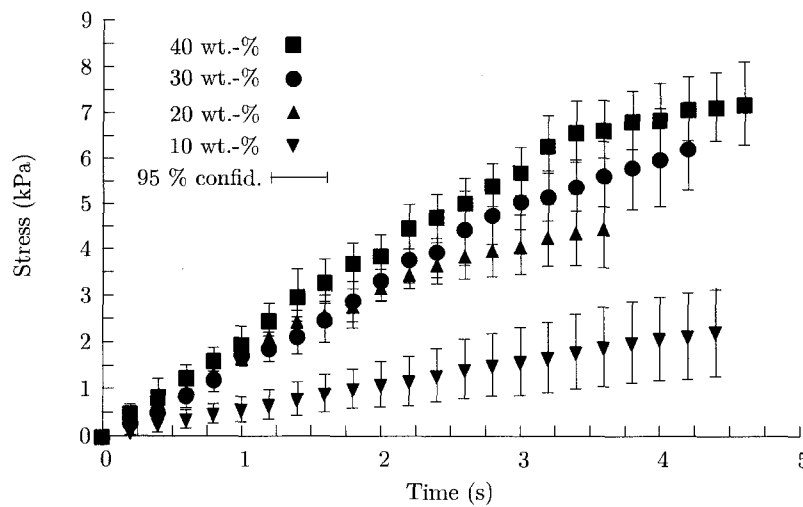 9
8
7
6
5
4
3
2
1
0
Stress (kPa)
40 wt.-%
30 wt.-%
20 wt.-%
10 wt.-%
95 % confid.
0 1 2 3 4 5
Time (s)